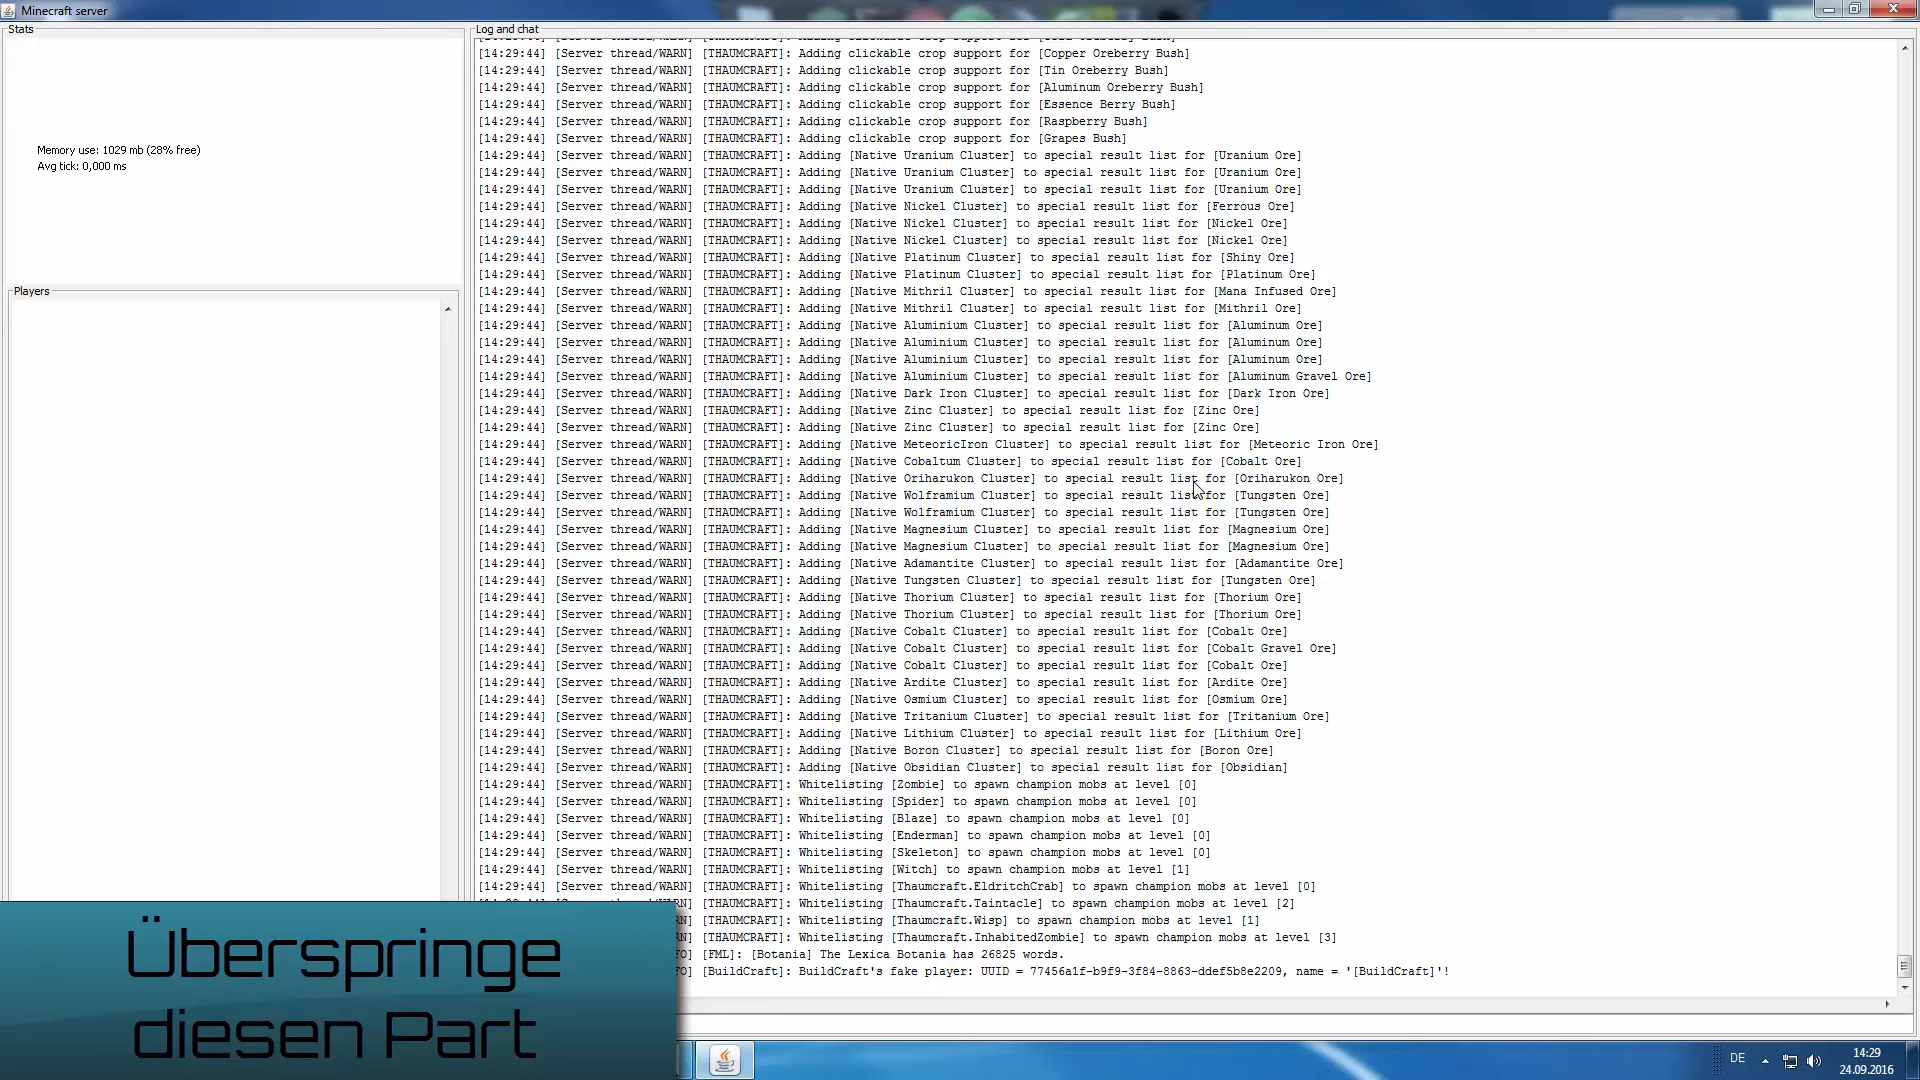 Minecraft server
Stats
Log and chat
Memory use: 1029 mb (28% free)
Avg tick: 0,000 ms
Players
[14:29:44] [Server thread/WARN] [THAUMCRAFT]: Adding clickable crop support for [Copper Oreberry Bush]
[14:29:44] [Server thread/WARN] [THAUMCRAFT]: Adding clickable crop support for [Tin Oreberry Bush]
[14:29:44] [Server thread/WARN] [THAUMCRAFT]: Adding clickable crop support for [Aluminum Oreberry Bush]
[14:29:44] [Server thread/WARN] [THAUMCRAFT]: Adding clickable crop support for [Essence Berry Bush]
[14:29:44] [Server thread/WARN] [THAUMCRAFT]: Adding clickable crop support for [Raspberry Bush]
[14:29:44] [Server thread/WARN] [THAUMCRAFT]: Adding clickable crop support for [Grapes Bush]
[14:29:44] [Server thread/WARN] [THAUMCRAFT]: Adding [Native Uranium Cluster] to special result list for [Uranium Ore]
[14:29:44] [Server thread/WARN] [THAUMCRAFT]: Adding [Native Uranium Cluster] to special result list for [Uranium Ore]
[14:29:44] [Server thread/WARN] [THAUMCRAFT]: Adding [Native Uranium Cluster] to special result list for [Uranium Ore]
[14:29:44] [Server thread/WARN] [THAUMCRAFT]: Adding [Native Nickel Cluster] to special result list for [Ferrous Ore]
[14:29:44] [Server thread/WARN] [THAUMCRAFT]: Adding [Native Nickel Cluster] to special result list for [Nickel Ore]
[14:29:44] [Server thread/WARN] [THAUMCRAFT]: Adding [Native Nickel Cluster] to special result list for [Nickel Ore]
[14:29:44] [Server thread/WARN] [THAUMCRAFT]: Adding [Native Platinum Cluster] to special result list for [Shiny Ore]
[14:29:44] [Server thread/WARN] [THAUMCRAFT]: Adding [Native Platinum Cluster] to special result list for [Platinum Ore]
[14:29:44] [Server thread/WARN] [THAUMCRAFT]: Adding [Native Mithril Cluster] to special result list for [Mana Infused Ore]
[14:29:44] [Server thread/WARN] [THAUMCRAFT]: Adding [Native Mithril Cluster] to special result list for [Mithril Ore]
[14:29:44] [Server thread/WARN] [THAUMCRAFT]: Adding [Native Aluminium Cluster] to special result list for [Aluminum Ore]
[14:29:44] [Server thread/WARN] [THAUMCRAFT]: Adding [Native Aluminium Cluster] to special result list for [Aluminum Ore]
[14:29:44] [Server thread/WARN] [THAUMCRAFT]: Adding [Native Aluminium Cluster] to special result list for [Aluminum Ore]
[14:29:44] [Server thread/WARN] [THAUMCRAFT]: Adding [Native Aluminium Cluster] to special result list for [Aluminum Gravel Ore]
[14:29:44] [Server thread/WARN] [THAUMCRAFT]: Adding [Native Dark Iron Cluster] to special result list for [Dark Iron Ore]
[14:29:44] [Server thread/WARN] [THAUMCRAFT]: Adding [Native Zinc Cluster] to special result list for [Zinc Ore]
[14:29:44] [Server thread/WARN] [THAUMCRAFT]: Adding [Native Zinc Cluster] to special result list for [Zinc Ore]
[14:29:44] [Server thread/WARN] [THAUMCRAFT]: Adding [Native MeteoricIron Cluster] to special result list for [Meteoric Iron Ore]
[14:29:44] [Server thread/WARN] [THAUMCRAFT]: Adding [Native Cobaltum Cluster] to special result list for [Cobalt Ore]
[14:29:44] [Server thread/WARN] [THAUMCRAFT]: Adding [Native Oriharukon Cluster] to special result list for [Oriharukon Ore]
[14:29:44] [Server thread/WARN] [THAUMCRAFT]: Adding [Native Wolframium Cluster] to special result list for [Tungsten Ore]
[14:29:44] [Server thread/WARN] [THAUMCRAFT]: Adding [Native Wolframium Cluster] to special result list for [Tungsten Ore]
[14:29:44] [Server thread/WARN] [THAUMCRAFT]: Adding [Native Magnesium Cluster] to special result list for [Magnesium Ore]
[14:29:44] [Server thread/WARN] [THAUMCRAFT]: Adding [Native Magnesium Cluster] to special result list for [Magnesium Ore]
[14:29:44] [Server thread/WARN] [THAUMCRAFT]: Adding [Native Adamantite Cluster] to special result list for [Adamantite Ore]
[14:29:44] [Server thread/WARN] [THAUMCRAFT]: Adding [Native Tungsten Cluster] to special result list for [Tungsten Ore]
[14:29:44] [Server thread/WARN] [THAUMCRAFT]: Adding [Native Thorium Cluster] to special result list for [Thorium Ore]
[14:29:44] [Server thread/WARN] [THAUMCRAFT]: Adding [Native Thorium Cluster] to special result list for [Thorium Ore]
[14:29:44] [Server thread/WARN] [THAUMCRAFT]: Adding [Native Cobalt Cluster] to special result list for [Cobalt Ore]
[14:29:44] [Server thread/WARN] [THAUMCRAFT]: Adding [Native Cobalt Cluster] to special result list for [Cobalt Gravel Ore]
[14:29:44] [Server thread/WARN] [THAUMCRAFT]: Adding [Native Cobalt Cluster] to special result list for [Cobalt Ore]
[14:29:44] [Server thread/WARN] [THAUMCRAFT]: Adding [Native Ardite Cluster] to special result list for [Ardite Ore]
[14:29:44] [Server thread/WARN] [THAUMCRAFT]: Adding [Native Osmium Cluster] to special result list for [Osmium Ore]
[14:29:44] [Server thread/WARN] [THAUMCRAFT]: Adding [Native Tritanium Cluster] to special result list for [Tritanium Ore]
[14:29:44] [Server thread/WARN] [THAUMCRAFT]: Adding [Native Lithium Cluster] to special result list for [Lithium Ore]
[14:29:44] [Server thread/WARN] [THAUMCRAFT]: Adding [Native Boron Cluster] to special result list for [Boron Ore]
[14:29:44] [Server thread/WARN] [THAUMCRAFT]: Adding [Native Obsidian Cluster] to special result list for [Obsidian]
[14:29:44] [Server thread/WARN] [THAUMCRAFT]: Whitelisting [Zombie] to spawn champion mobs at level [0]
[14:29:44] [Server thread/WARN] [THAUMCRAFT]: Whitelisting [Spider] to spawn champion mobs at level [0]
[14:29:44] [Server thread/WARN] [THAUMCRAFT]: Whitelisting [Blaze] to spawn champion mobs at level [0]
[14:29:44] [Server thread/WARN] [THAUMCRAFT]: Whitelisting [Enderman] to spawn champion mobs at level [0]
[14:29:44] [Server thread/WARN] [THAUMCRAFT]: Whitelisting [Skeleton] to spawn champion mobs at level [0]
[14:29:44] [Server thread/WARN] [THAUMCRAFT]: Whitelisting [Witch] to spawn champion mobs at level [1]
[14:29:44] [Server thread/WARN] [THAUMCRAFT]: Whitelisting [Thaumcraft.EldritchCrab] to spawn champion mobs at level [0]
[THAUMCRAFT]: Whitelisting [Thaumcraft.Taintacle] to spawn champion mobs at level [2]
[THAUMCRAFT]: Whitelisting [Thaumcraft.Wisp] to spawn champion mobs at level [1]
[THAUMCRAFT]: Whitelisting [Thaumcraft.InhabitedZombie] to spawn champion mobs at level [3]
[FML]: [Botania] The Lexica Botania has 26825 words.
[BuildCraft]: BuildCraft's fake player: UUID = 77456a1f-b9f9-3f84-8863-ddef5b8e2209, name = '[BuildCraft]'!
Überspringe
diesen Part
DE
14:29
24.09.2016